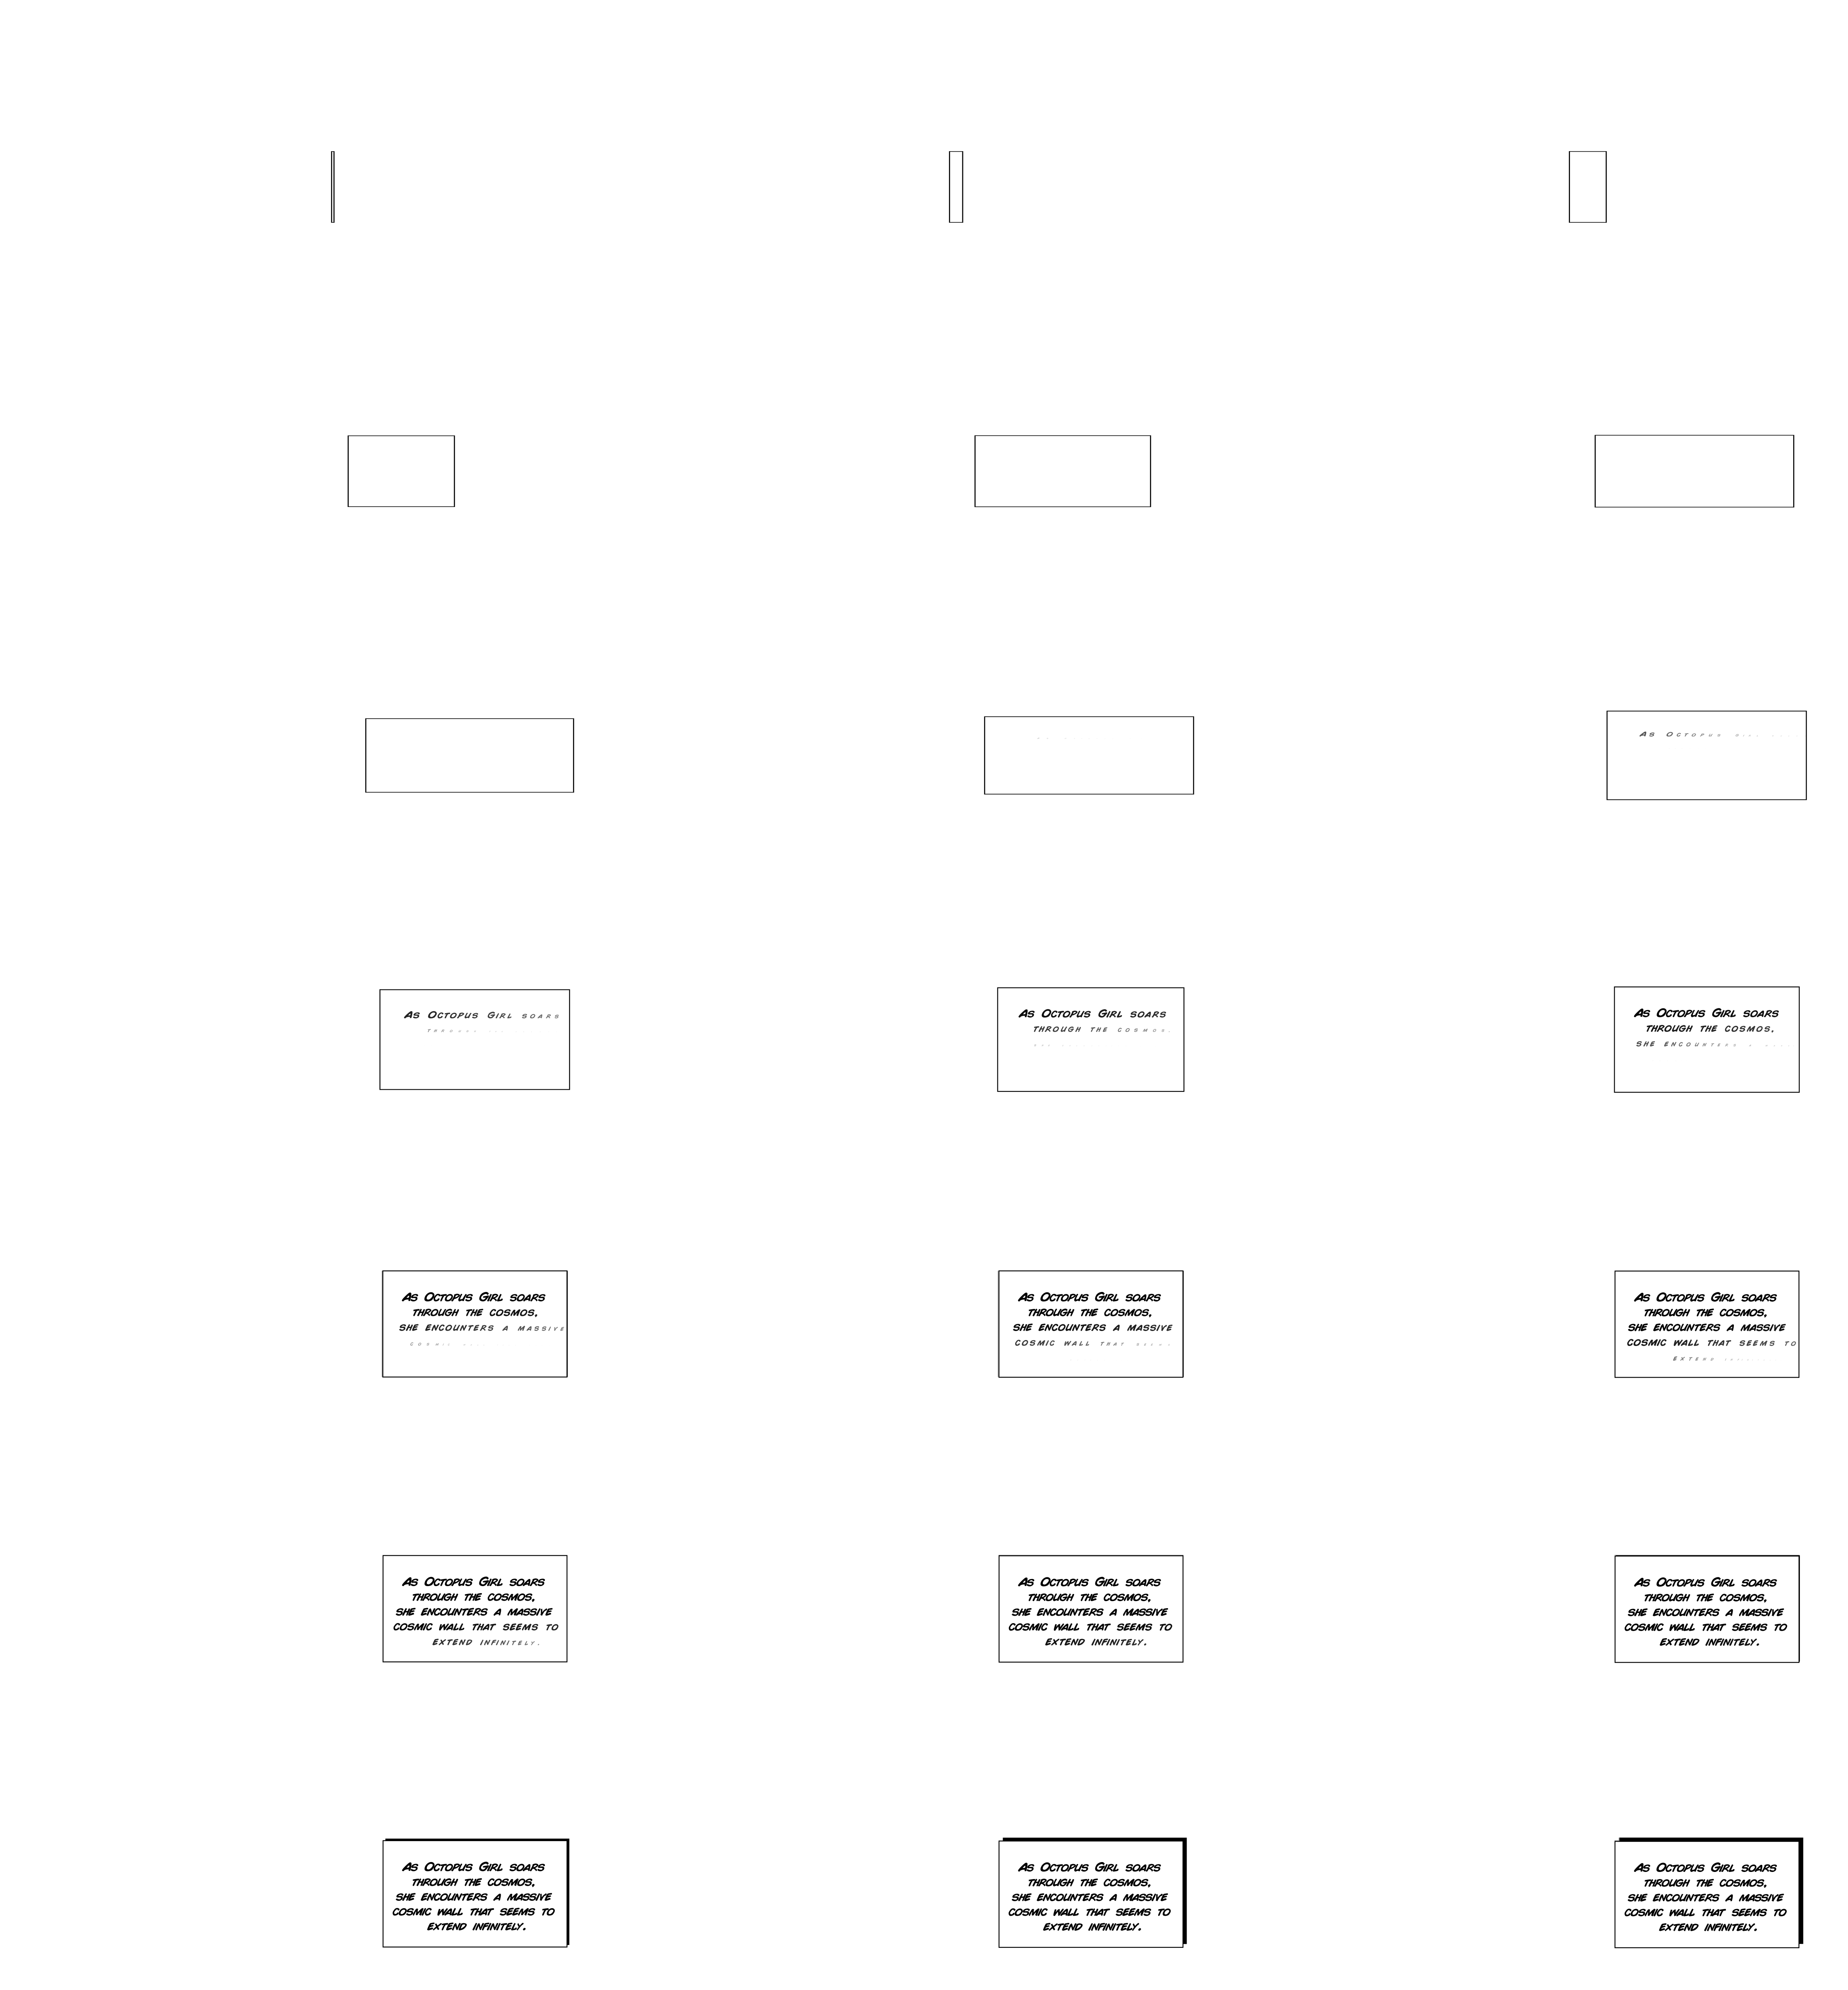 As Octopus Girl
As Octopus Girl soars
through
As Octopus Girl soars
through the cosmos,
As Octopus Girl soars
through the cosmos,
she encounters a
As Octopus Girl soars
through the cosmos,
she encounters a massive
cosmic
As Octopus Girl soars
through the cosmos,
she encounters a massive
cosmic wall that seems
As Octopus Girl soars
through the cosmos,
she encounters a massive
cosmic wall that seems to
extend
As Octopus Girl soars
through the cosmos,
she encounters a massive
cosmic wall that seems to
extend infinitely.
As Octopus Girl soars
through the cosmos,
she encounters a massive
cosmic wall that seems to
extend infinitely.
As Octopus Girl soars
through the cosmos,
she encounters a massive
cosmic wall that seems to
extend infinitely.
As Octopus Girl soars
through the cosmos,
she encounters a massive
cosmic wall that seems to
extend infinitely.
As Octopus Girl soars
through the cosmos,
she encounters a massive
cosmic wall that seems to
extend infinitely.
As Octopus Girl soars
through the cosmos,
she encounters a massive
cosmic wall that seems to
extend infinitely.